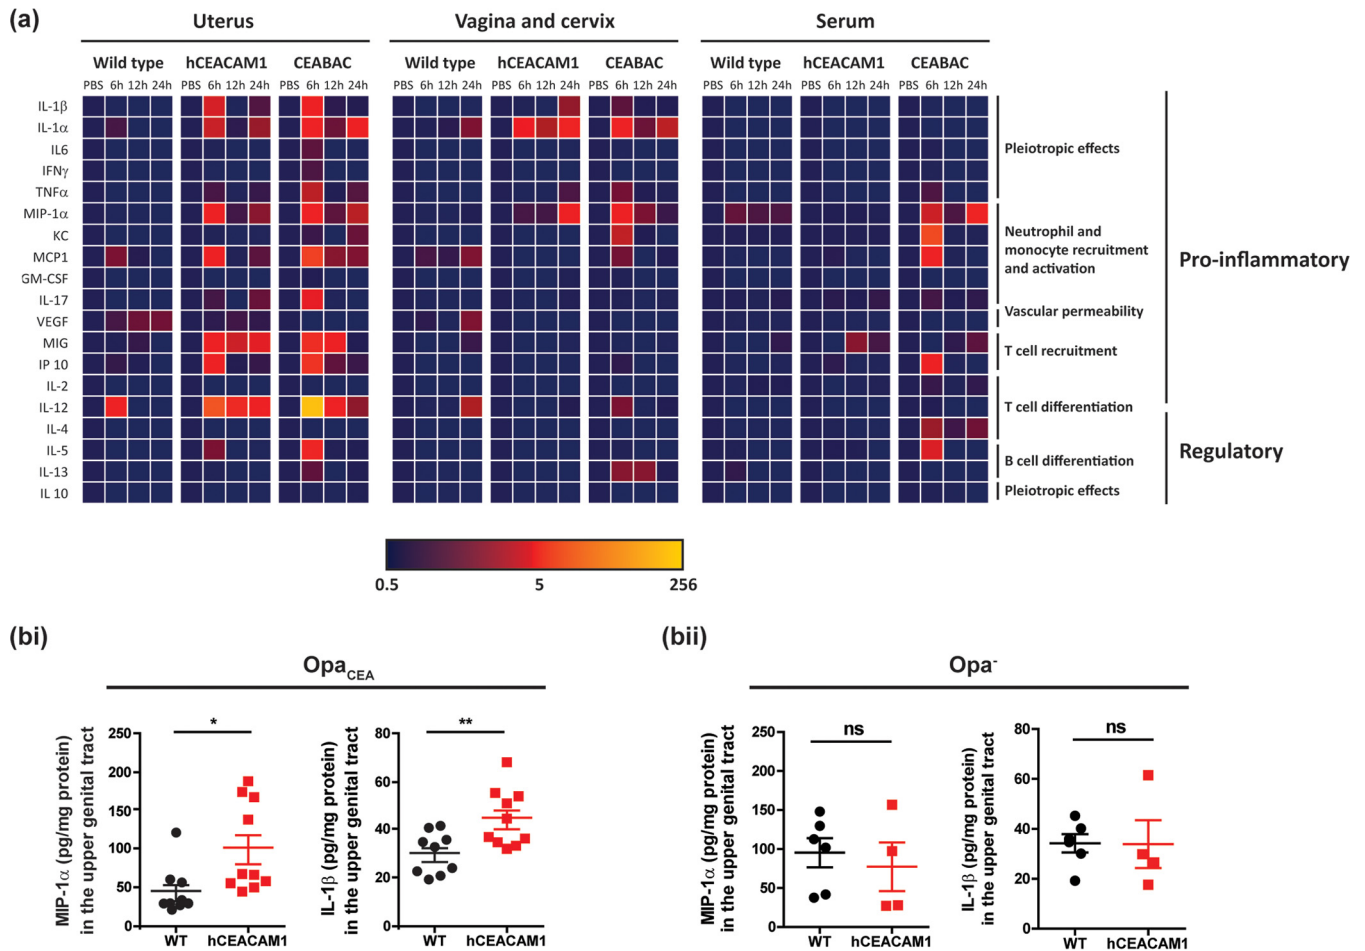 (a)
Uterus
Vagina and cervix
Serum
Wild type hCEACAM1 CEABAC Wild type hCEACAM1 CEABAC Wild type hCEACAM1 CEABAC
PBS 6h 12h 24h PBS 6h 12h 24h PBS 6h 12h 24h PBS 6h 12h 24h PBS 6h 12h 24h PBS 6h 12h 24h PBS 6h 12h 24h PBS 6h 12h 24h PBS 6h 12h 24h
IL-1β
IL-1α
IL6
IFNγ
TNFα
MIP-1α
KC
MCP1
GM-CSF
IL-17
VEGF
MIG
IP 10
IL-2
IL-12
IL-4
IL-5
IL-13
IL 10
Pleiotropic effects
Neutrophil and
monocyte recruitment
and activation
Vascular permeability
T cell recruitment
T cell differentiation
B cell differentiation
Pleiotropic effects
Pro-inflammatory
Regulatory
0.5 5 256
(bi)
OpaCEA
MIP-1α (pg/mg protein)
in the upper genital tract
250
200
150
100
50
0
*
WT hCEACAM1
IL-1β (pg/mg protein)
in the upper genital tract
80
60
40
20
0
**
WT hCEACAM1
(bii)
Opa-
MIP-1α (pg/mg protein)
in the upper genital tract
250
200
150
100
50
0
ns
WT hCEACAM1
IL-1β (pg/mg protein)
in the upper genital tract
80
60
40
20
0
ns
WT hCEACAM1